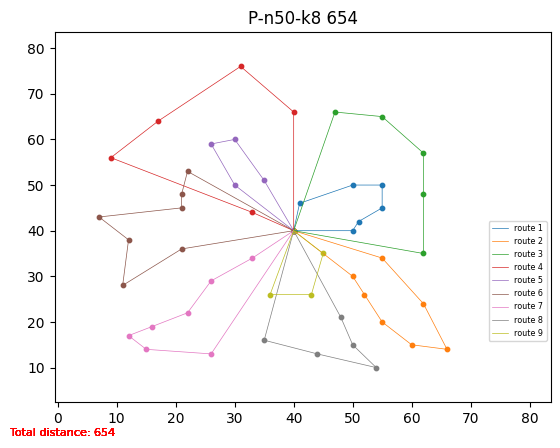 P-n50-k8 654
80
70
60
50
40
30
20
10
0 10 20 30 40 50 60 70 80
route 1
route 2
route 3
route 4
route 5
route 6
route 7
route 8
route 9
Total distance: 654